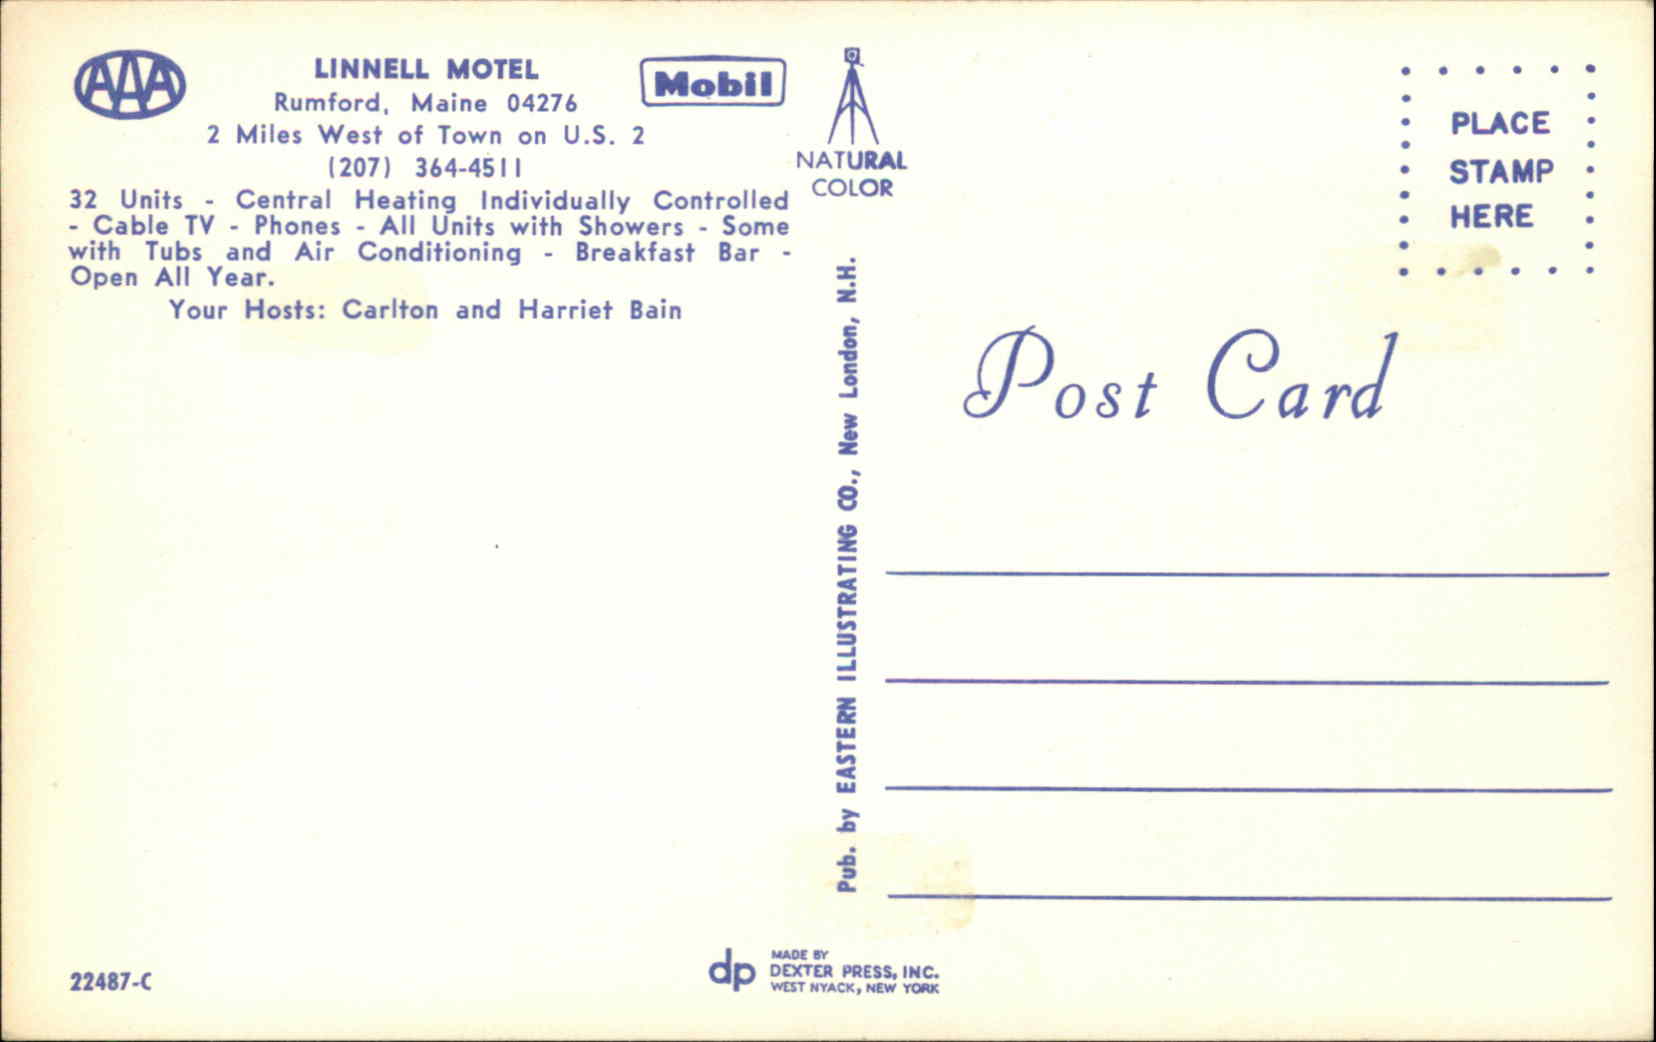 AAA
LINNELL MOTEL
Rumford, Maine 04276
2 Miles West of Town on U.S. 2
(207) 364-4511
Mobil
32 Units - Central Heating Individually Controlled
- Cable TV - Phones - All Units with Showers - Some
with Tubs and Air Conditioning - Breakfast Bar -
Open All Year.
Your Hosts: Carlton and Harriet Bain
NATURAL
COLOR
PLACE
STAMP
HERE
Post Card
Pub. by EASTERN ILLUSTRATING CO., New London, N.H.
22487-C
dp
MADE BY
DEXTER PRESS, INC.
WEST NYACK, NEW YORK